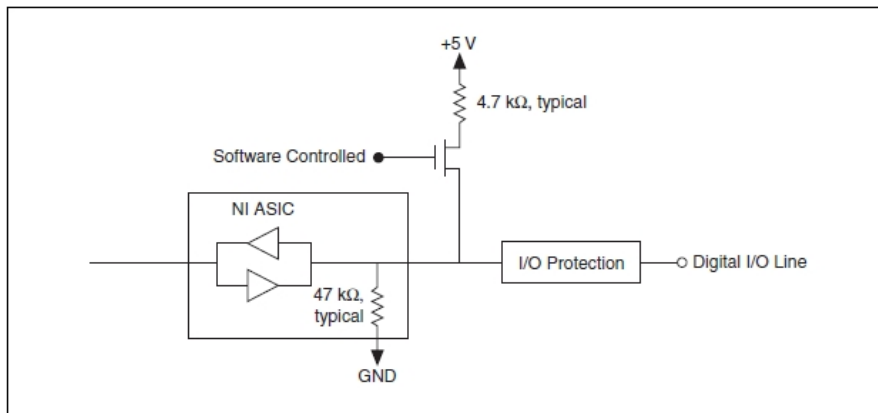 +5 V
4.7 kΩ, typical
Software Controlled
NI ASIC
I/O Protection
Digital I/O Line
47 kΩ,
typical
GND